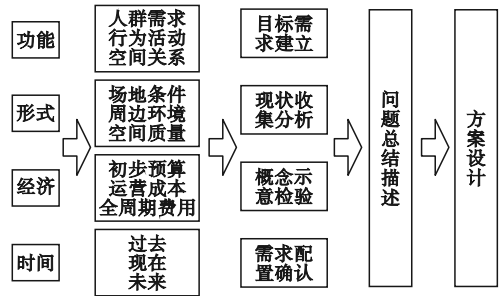 功能
形式
经济
时间
人群需求
行为活动
空间关系
场地条件
周边环境
空间质量
初步预算
运营成本
全周期费用
过去
现在
未来
目标需
求建立
现状收
集分析
概念示
意检验
需求配
置确认
问题总结描述
方案设计